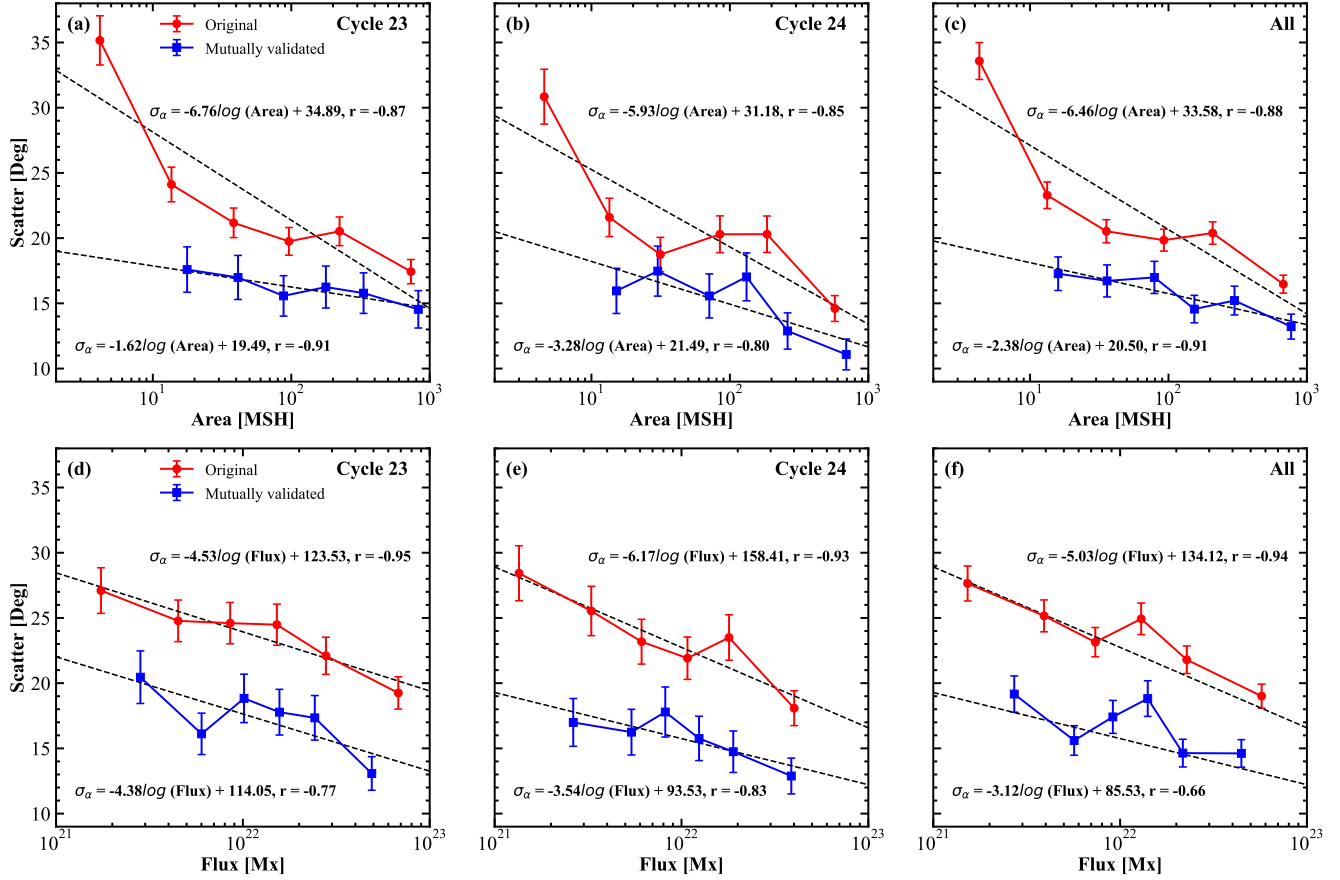 (a) Cycle 23
Original
Mutually validated
σα = -6.76log (Area) + 34.89, r = -0.87
σα = -1.62log (Area) + 19.49, r = -0.91
35
30
25
20
15
10
Scatter [Deg]
10¹ 10² 10³
Area [MSH]
(b) Cycle 24
σα = -5.93log (Area) + 31.18, r = -0.85
σα = -3.28log (Area) + 21.49, r = -0.80
10¹ 10² 10³
Area [MSH]
(c) All
σα = -6.46log (Area) + 33.58, r = -0.88
σα = -2.38log (Area) + 20.50, r = -0.91
10¹ 10² 10³
Area [MSH]
(d) Cycle 23
Original
Mutually validated
σα = -4.53log (Flux) + 123.53, r = -0.95
σα = -4.38log (Flux) + 114.05, r = -0.77
35
30
25
20
15
10
Scatter [Deg]
10²¹ 10²² 10²³
Flux [Mx]
(e) Cycle 24
σα = -6.17log (Flux) + 158.41, r = -0.93
σα = -3.54log (Flux) + 93.53, r = -0.83
10²¹ 10²² 10²³
Flux [Mx]
(f) All
σα = -5.03log (Flux) + 134.12, r = -0.94
σα = -3.12log (Flux) + 85.53, r = -0.66
10²¹ 10²² 10²³
Flux [Mx]